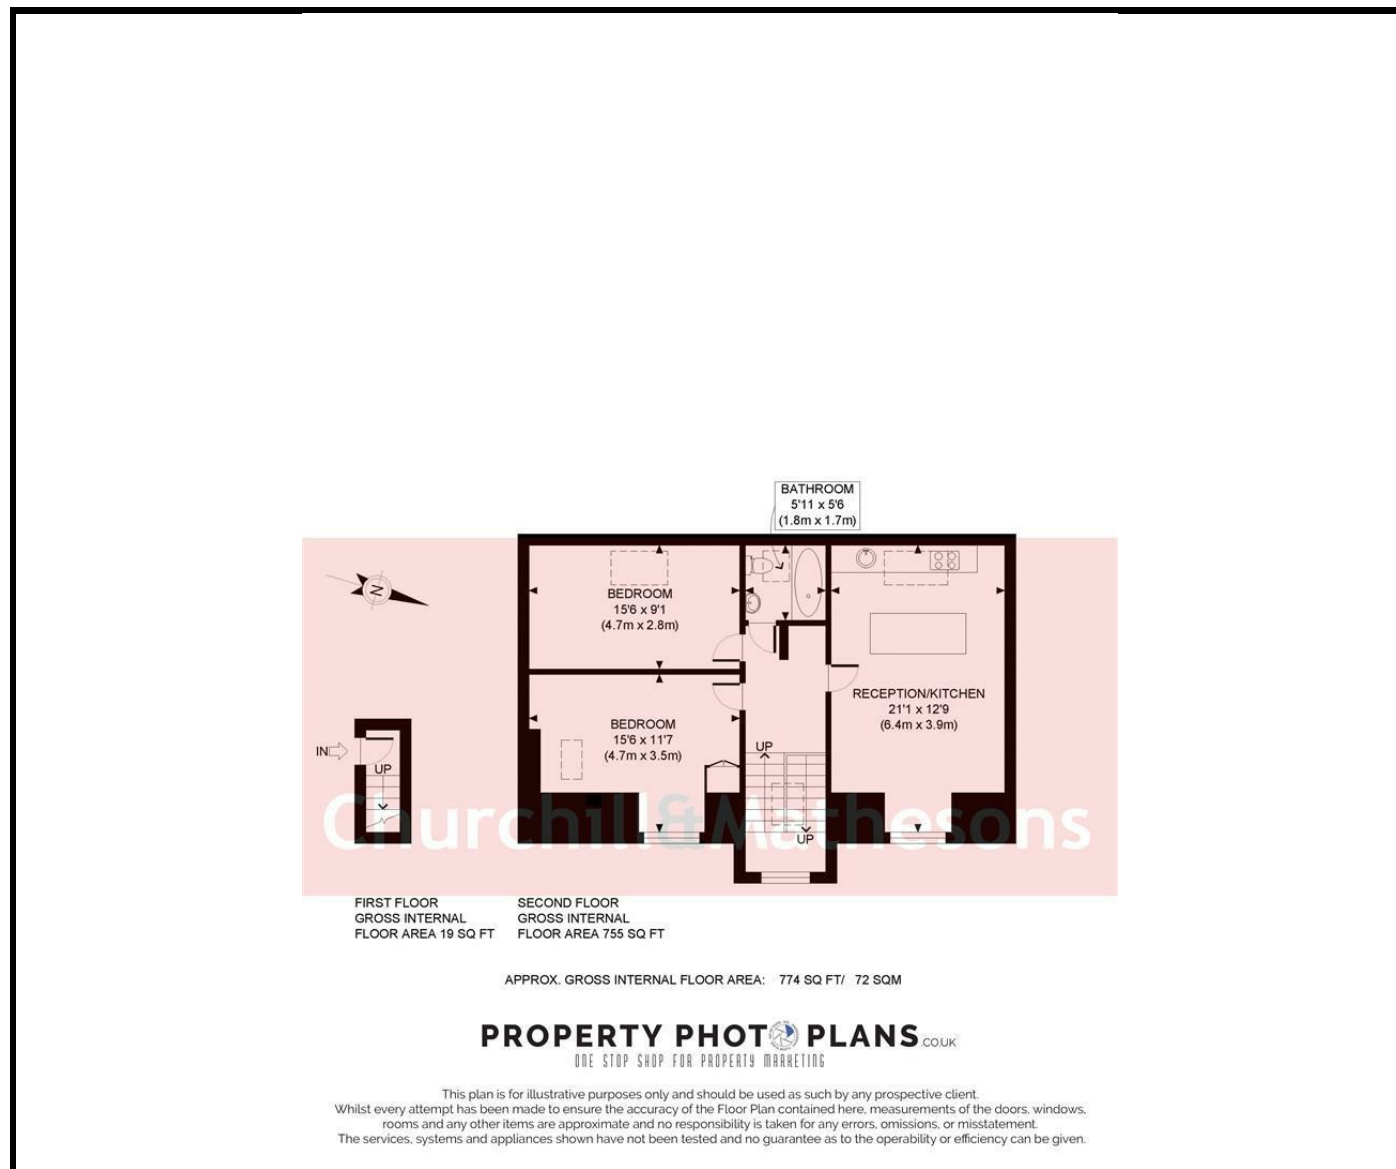 BATHROOM
5'11 x 5'6
(1.8m x 1.7m)
N
BEDROOM
15'6 x 9'1
(4.7m x 2.8m)
RECEPTION/KITCHEN
21'1 x 12'9
(6.4m x 3.9m)
BEDROOM
15'6 x 11'7
(4.7m x 3.5m)
IN
UP
UP
UP
Churchill&Mathesons
FIRST FLOOR
GROSS INTERNAL
FLOOR AREA 19 SQ FT
SECOND FLOOR
GROSS INTERNAL
FLOOR AREA 755 SQ FT
APPROX. GROSS INTERNAL FLOOR AREA: 774 SQ FT/ 72 SQM
PROPERTY PHOTO PLANS.CO.UK
ONE STOP SHOP FOR PROPERTY MARKETING
This plan is for illustrative purposes only and should be used as such by any prospective client.
Whilst every attempt has been made to ensure the accuracy of the Floor Plan contained here, measurements of the doors, windows,
rooms and any other items are approximate and no responsibility is taken for any errors, omissions, or misstatement.
The services, systems and appliances shown have not been tested and no guarantee as to the operability or efficiency can be given.